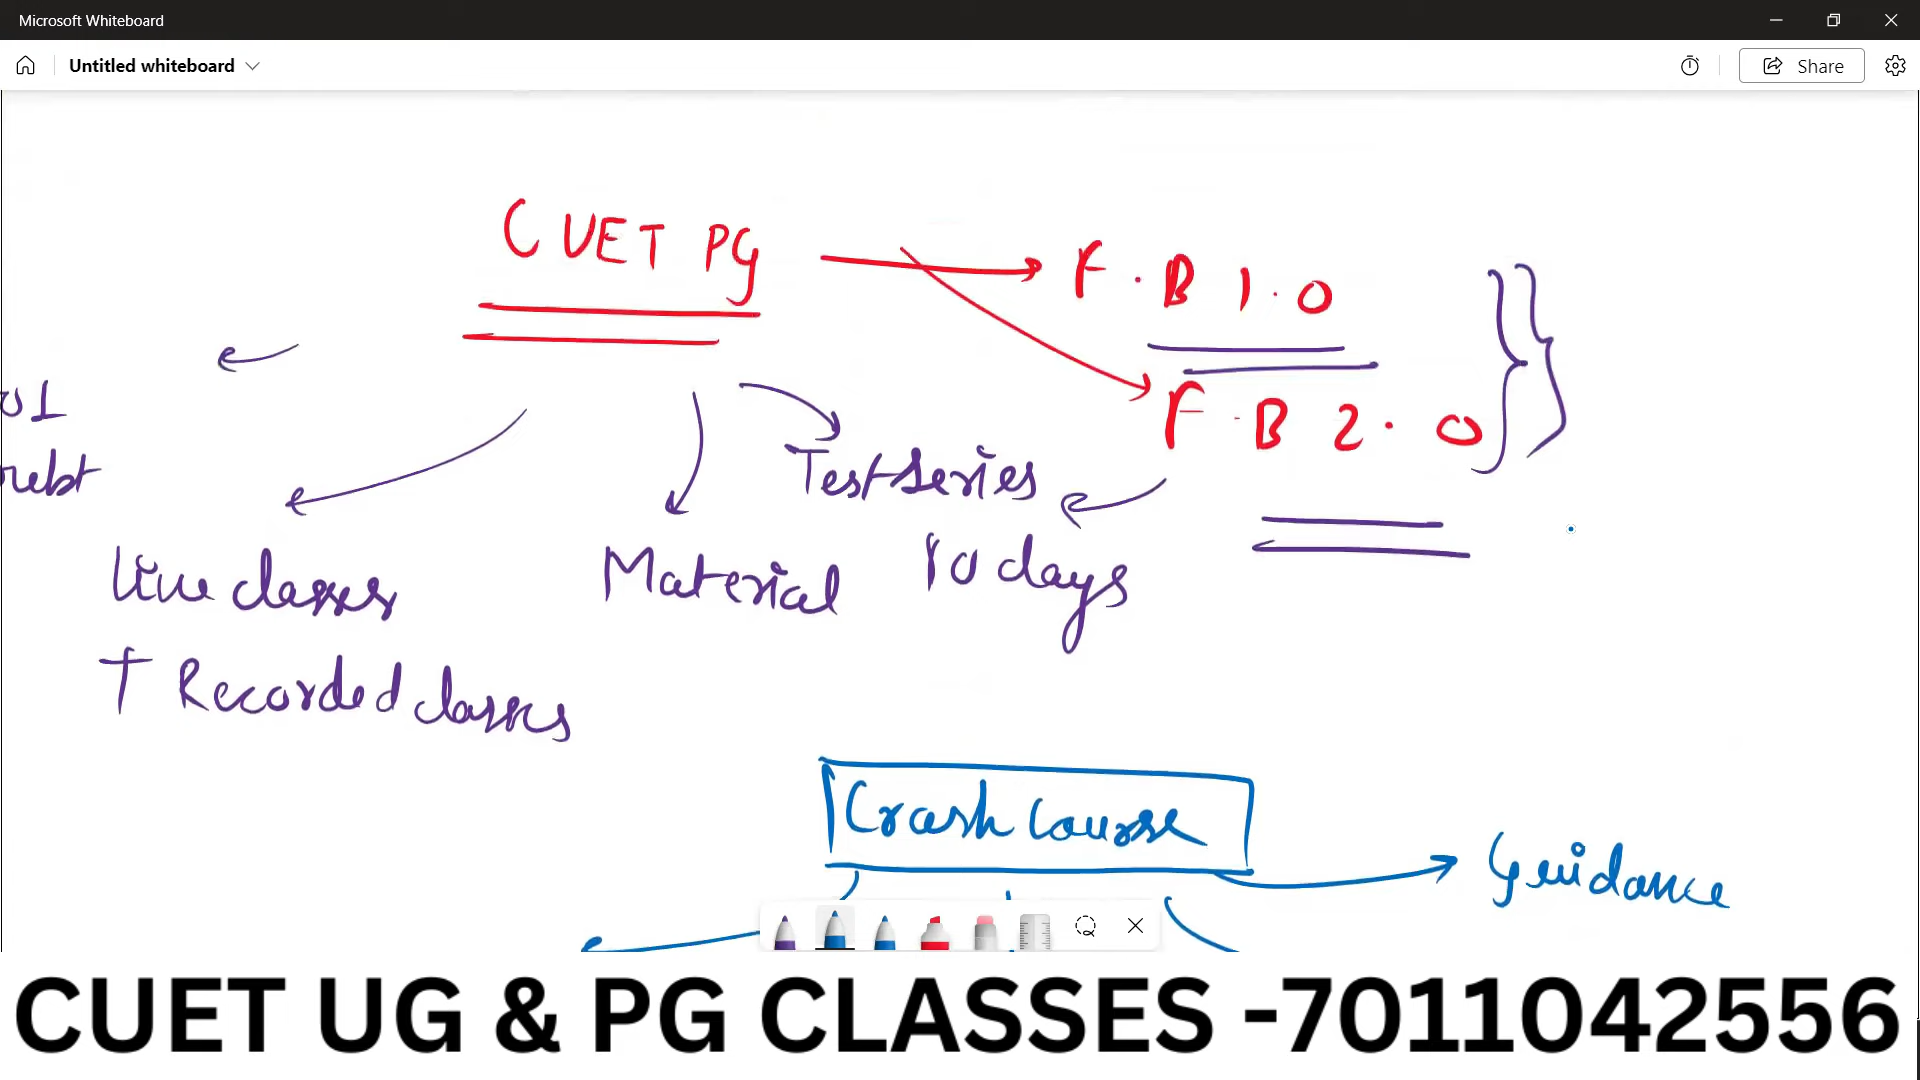 Microsoft Whiteboard
Untitled whiteboard
Share
CUET PG
F.B 1.0
F.B 2.0
Test Series
Live classes
Material
10 days
+ Recorded classes
Crash Course
Guidance
CUET UG & PG CLASSES -7011042556